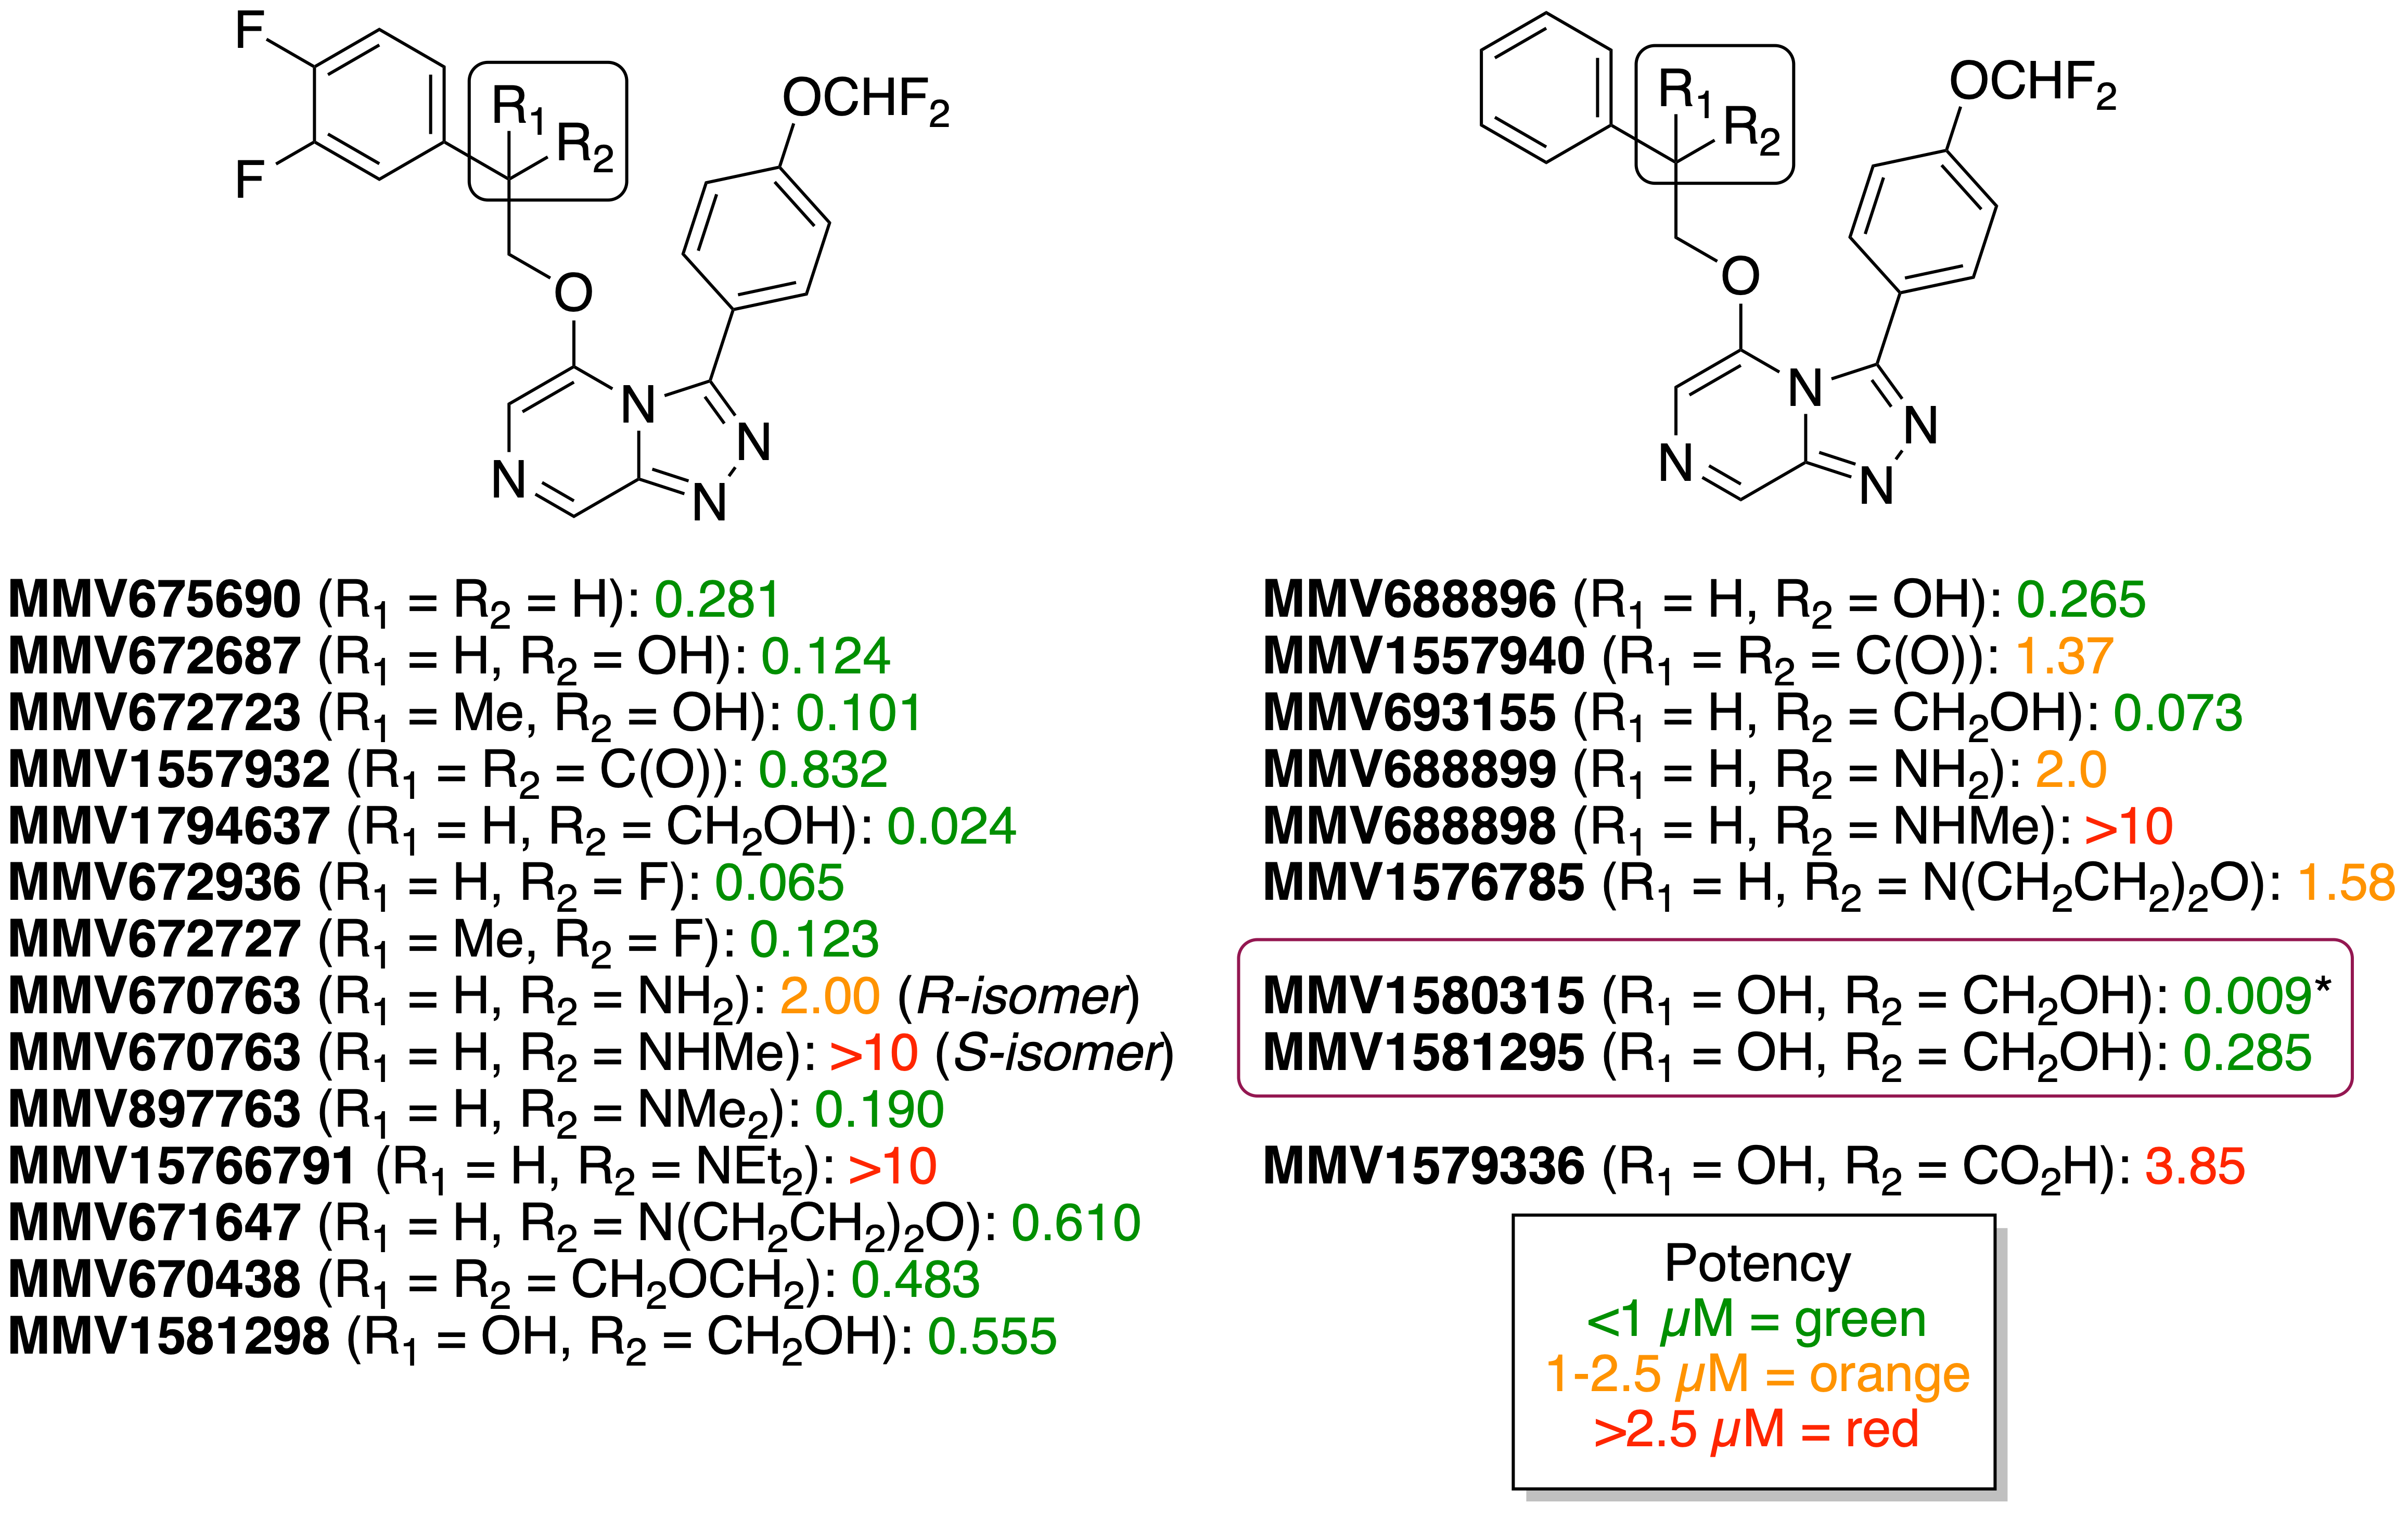 F
F
R1
R2
OCHF2
O
N
N
N
N
R1
R2
OCHF2
O
N
N
N
N
MMV675690 (R1 = R2 = H): 0.281
MMV672687 (R1 = H, R2 = OH): 0.124
MMV672723 (R1 = Me, R2 = OH): 0.101
MMV1557932 (R1 = R2 = C(O)): 0.832
MMV1794637 (R1 = H, R2 = CH2OH): 0.024
MMV672936 (R1 = H, R2 = F): 0.065
MMV672727 (R1 = Me, R2 = F): 0.123
MMV670763 (R1 = H, R2 = NH2): 2.00 (R-isomer)
MMV670763 (R1 = H, R2 = NHMe): >10 (S-isomer)
MMV897763 (R1 = H, R2 = NMe2): 0.190
MMV15766791 (R1 = H, R2 = NEt2): >10
MMV671647 (R1 = H, R2 = N(CH2CH2)2O): 0.610
MMV670438 (R1 = R2 = CH2OCH2): 0.483
MMV1581298 (R1 = OH, R2 = CH2OH): 0.555
MMV688896 (R1 = H, R2 = OH): 0.265
MMV1557940 (R1 = R2 = C(O)): 1.37
MMV693155 (R1 = H, R2 = CH2OH): 0.073
MMV688899 (R1 = H, R2 = NH2): 2.0
MMV688898 (R1 = H, R2 = NHMe): >10
MMV1576785 (R1 = H, R2 = N(CH2CH2)2O): 1.58
MMV1580315 (R1 = OH, R2 = CH2OH): 0.009*
MMV1581295 (R1 = OH, R2 = CH2OH): 0.285
MMV1579336 (R1 = OH, R2 = CO2H): 3.85
Potency
<1 µM = green
1-2.5 µM = orange
>2.5 µM = red